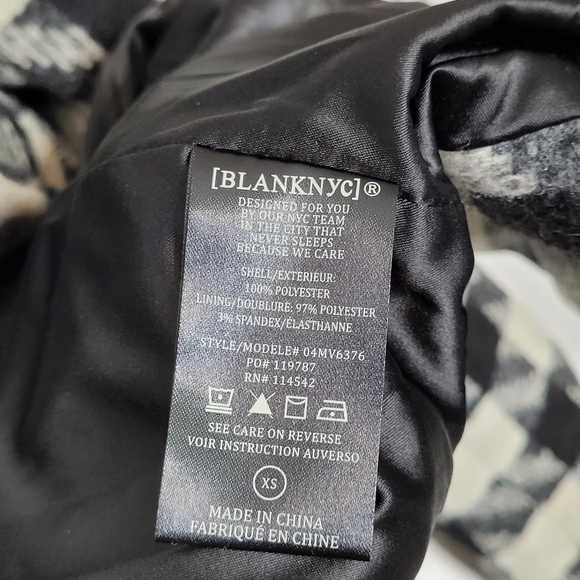 [BLANKNYC]®
DESIGNED FOR YOU
BY OUR NYC TEAM
IN THE CITY THAT
NEVER SLEEPS
BECAUSE WE CARE
SHELL/EXTERIEUR:
100% POLYESTER
LINING/DOUBLURE: 97% POLYESTER
3% SPANDEX/ÉLASTHANNE
STYLE/MODELE# 04MV6376
PO# 119787
RN# 114542
SEE CARE ON REVERSE
VOIR INSTRUCTION AUVERSO
XS
MADE IN CHINA
FABRIQUÉ EN CHINE